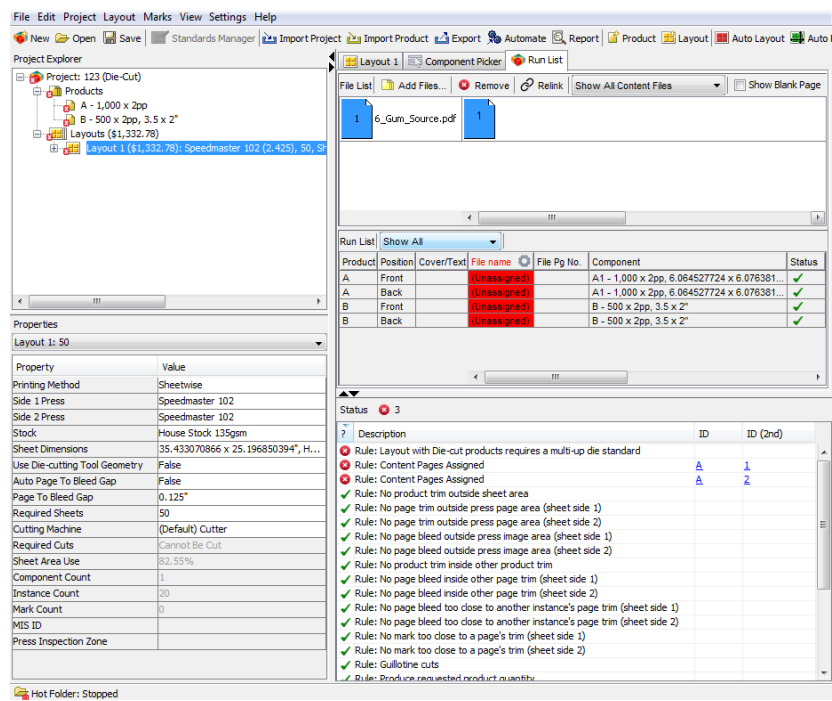 File Edit Project Layout Marks View Settings Help
New Open Save Standards Manager Import Project Import Product Export Automate Report Product Layout Auto Layout Auto
Project Explorer
Project: 123 (Die-Cut)
Products
A - 1,000 x 2pp
B - 500 x 2pp, 3.5 x 2"
Layouts ($1,332.78)
Layout 1 ($1,332.78): Speedmaster 102 (2.425), 50, Sh
Layout 1 Component Picker Run List
File List Add Files... Remove Relink Show All Content Files Show Blank Page
1 6_Gum_Source.pdf 1
Run List Show All
Product Position Cover/Text File name File Pg No. Component Status
A Front (Unassigned) A1 - 1,000 x 2pp, 6.064527724 x 6.076381...
A Back (Unassigned) A1 - 1,000 x 2pp, 6.064527724 x 6.076381...
B Front (Unassigned) B - 500 x 2pp, 3.5 x 2"
B Back (Unassigned) B - 500 x 2pp, 3.5 x 2"
Properties
Layout 1: 50
Property Value
Printing Method Sheetwise
Side 1 Press Speedmaster 102
Side 2 Press Speedmaster 102
Stock House Stock 135gsm
Sheet Dimensions 35.433070866 x 25.196850394", H...
Use Die-cutting Tool Geometry False
Auto Page To Bleed Gap False
Page To Bleed Gap 0.125"
Required Sheets 50
Cutting Machine (Default) Cutter
Required Cuts Cannot Be Cut
Sheet Area Use 82.55%
Component Count 1
Instance Count 20
Mark Count 0
MIS ID
Press Inspection Zone
Status 3
? Description ID ID (2nd)
Rule: Layout with Die-cut products requires a multi-up die standard
Rule: Content Pages Assigned A 1
Rule: Content Pages Assigned A 2
Rule: No product trim outside sheet area
Rule: No page trim outside press page area (sheet side 1)
Rule: No page trim outside press page area (sheet side 2)
Rule: No page bleed outside press image area (sheet side 1)
Rule: No page bleed outside press image area (sheet side 2)
Rule: No product trim inside other product trim
Rule: No page bleed inside other page trim (sheet side 1)
Rule: No page bleed inside other page trim (sheet side 2)
Rule: No page bleed too close to another instance's page trim (sheet side 1)
Rule: No page bleed too close to another instance's page trim (sheet side 2)
Rule: No mark too close to a page's trim (sheet side 1)
Rule: No mark too close to a page's trim (sheet side 2)
Rule: Guillotine cuts
Rule: Produce requested product quantity
Hot Folder: Stopped